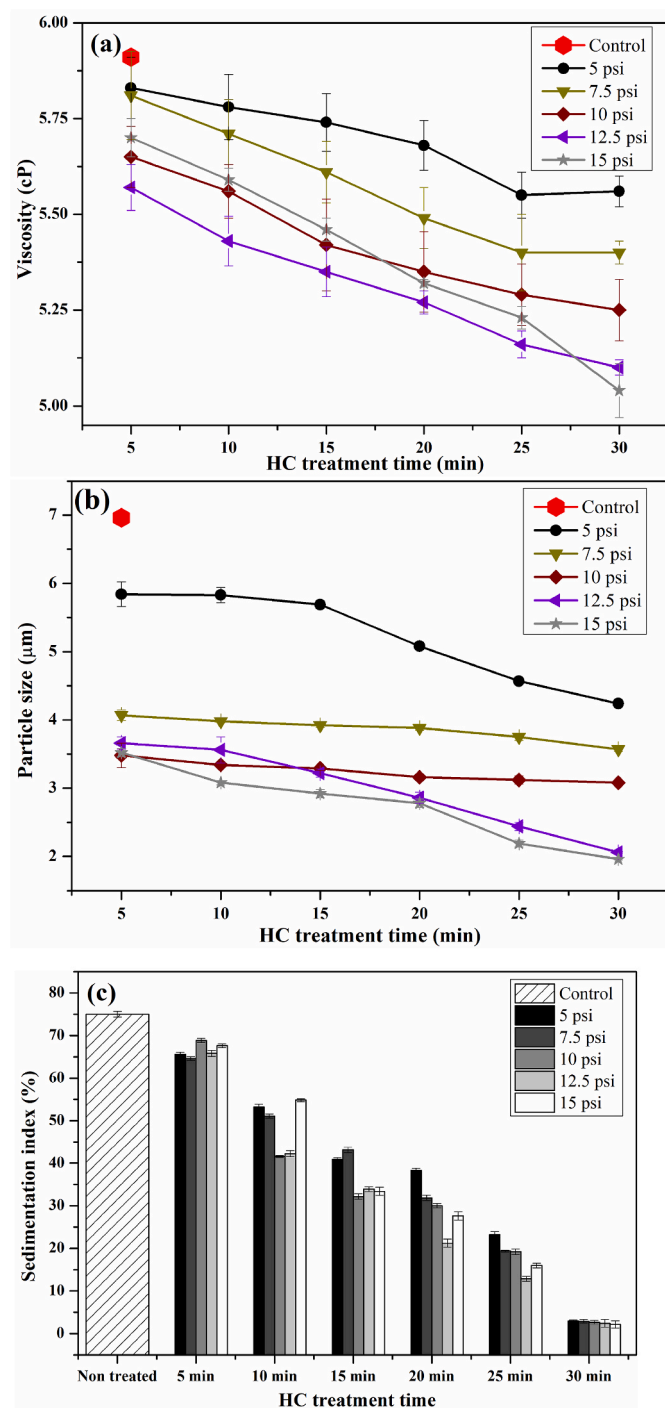 (a)
Control
5 psi
7.5 psi
10 psi
12.5 psi
15 psi
6.00
5.75
5.50
5.25
5.00
Viscosity (cP)
5 10 15 20 25 30
HC treatment time (min)
(b)
Control
5 psi
7.5 psi
10 psi
12.5 psi
15 psi
7
6
5
4
3
2
Particle size (μm)
5 10 15 20 25 30
HC treatment time (min)
(c)
Control
5 psi
7.5 psi
10 psi
12.5 psi
15 psi
80
70
60
50
40
30
20
10
0
Sedimentation index (%)
Non treated 5 min 10 min 15 min 20 min 25 min 30 min
HC treatment time